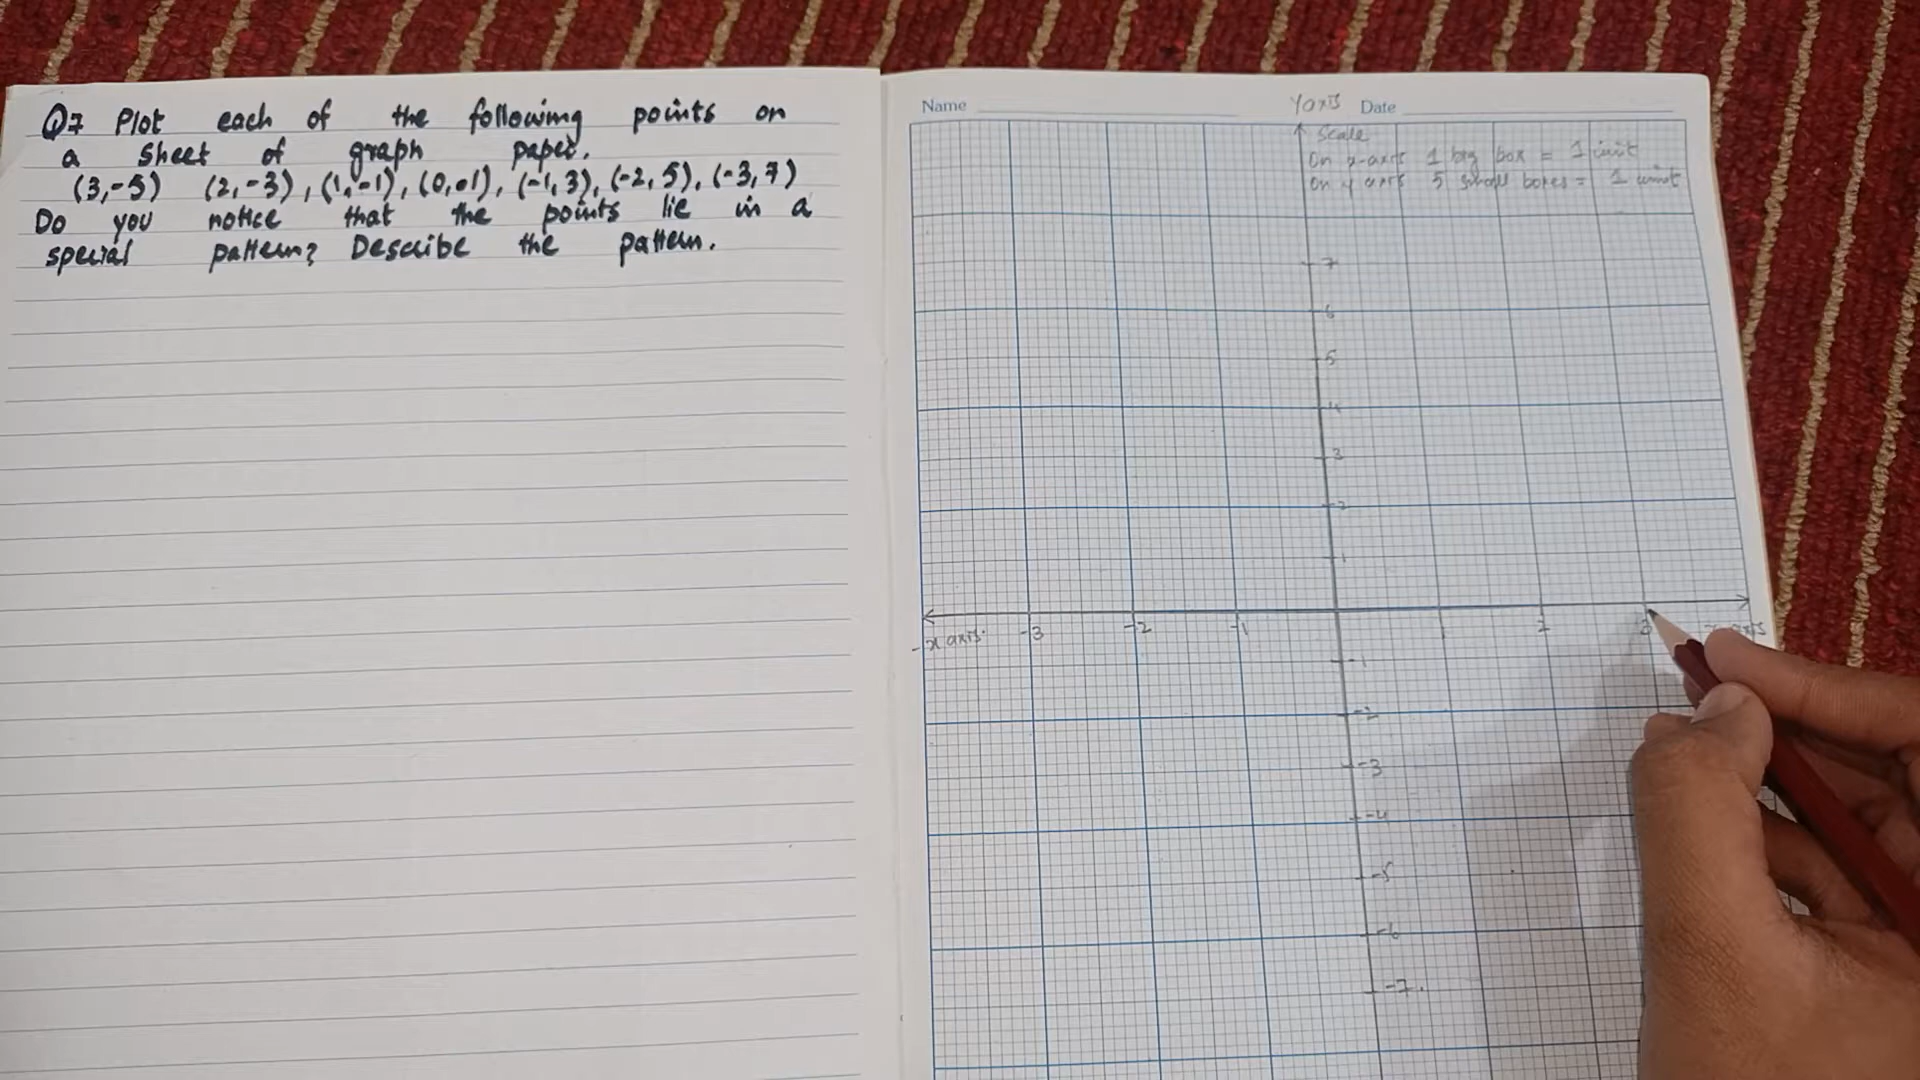 Q7 Plot each of the following points on
a sheet of graph paper.
(3,-5) (2,-3), (1,-1), (0,01), (-1,3), (-2,5), (-3,7)
Do you notice that the points lie in a
special pattern? Describe the pattern.
Name Y axis Date
Scale
On x-axis 1 big box = 1 unit
On y axis 5 small boxes = 1 unit
7
6
5
4
3
2
1
-x axis -3 -2 -1 1 2 3 x axis
-1
-2
-3
-4
-5
-6
-7